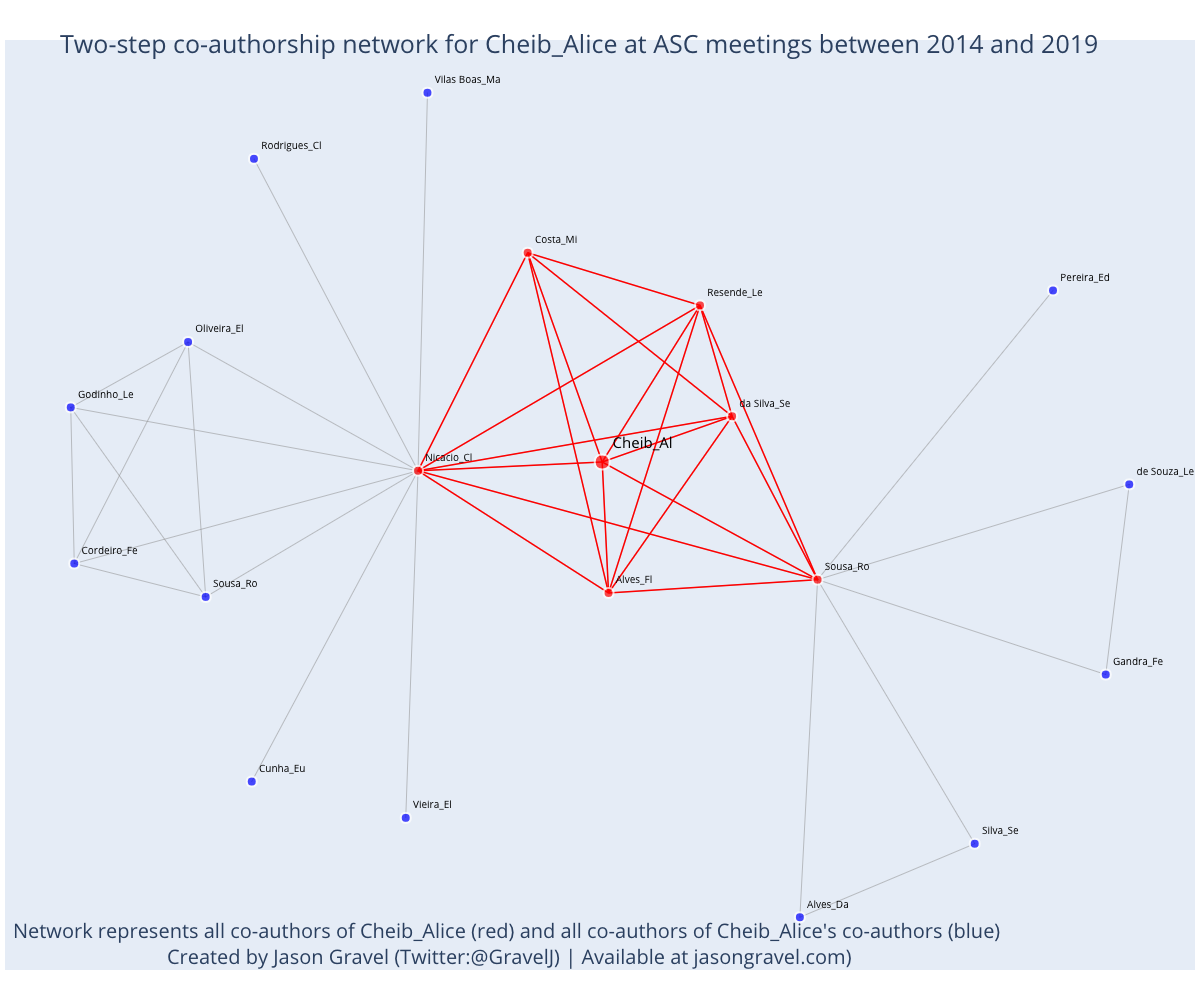 Two-step co-authorship network for Cheib_Alice at ASC meetings between 2014 and 2019
Vilas Boas_Ma
Rodrigues_Cl
Costa_Mi
Pereira_Ed
Resende_Le
Oliveira_El
Godinho_Le
da Silva_Se
Cheib_Al
Nicacio_Cl
de Souza_Le
Cordeiro_Fe
Sousa_Ro
Alves_Fl
Sousa_Ro
Gandra_Fe
Cunha_Eu
Vieira_El
Silva_Se
Alves_Da
Network represents all co-authors of Cheib_Alice (red) and all co-authors of Cheib_Alice's co-authors (blue)
Created by Jason Gravel (Twitter:@GravelJ) | Available at jasongravel.com)